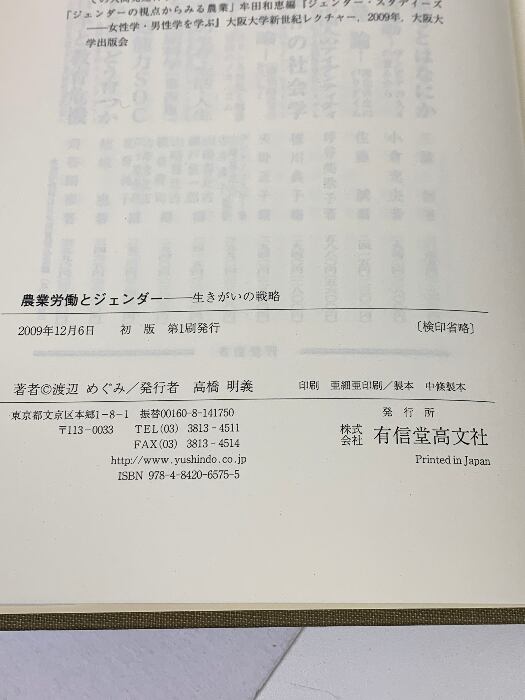 「ジェンダーの視点からみる農業」牟田和恵編『ジェンダー・スタディーズ
――女性学・男性学を学ぶ』大阪大学新世紀レクチャー，2009年，大阪大
学出版会
農業労働とジェンダー――生きがいの戦略
2009年12月6日　初　版　第1刷発行　〔検印省略〕
著者©渡辺 めぐみ／発行者　高橋 明義　印刷　亜細亜印刷／製本　中條製本
東京都文京区本郷1－8－1　振替00160-8-141750　発　行　所
〒113－0033　TEL(03) 3813－4511　株式会社　有信堂高文社
FAX(03) 3813－4514
http://www.yushindo.co.jp　Printed in Japan
ISBN 978-4-8420-6575-5